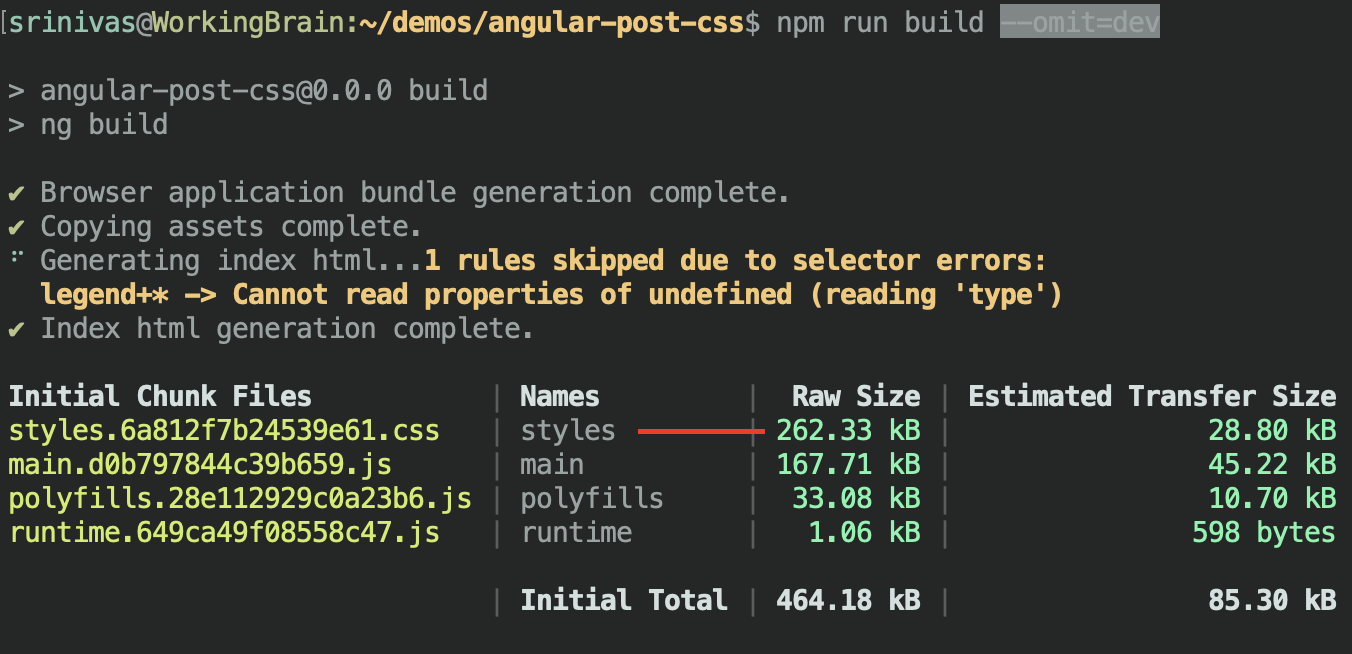 [srinivas@WorkingBrain:~/demos/angular-post-css$ npm run build --omit=dev
> angular-post-css@0.0.0 build
> ng build
✔ Browser application bundle generation complete.
✔ Copying assets complete.
⠋ Generating index html...1 rules skipped due to selector errors:
legend+* -> Cannot read properties of undefined (reading 'type')
✔ Index html generation complete.
Initial Chunk Files | Names | Raw Size | Estimated Transfer Size
styles.6a812f7b24539e61.css | styles | 262.33 kB | 28.80 kB
main.d0b797844c39b659.js | main | 167.71 kB | 45.22 kB
polyfills.28e112929c0a23b6.js | polyfills | 33.08 kB | 10.70 kB
runtime.649ca49f08558c47.js | runtime | 1.06 kB | 598 bytes
| Initial Total | 464.18 kB | 85.30 kB